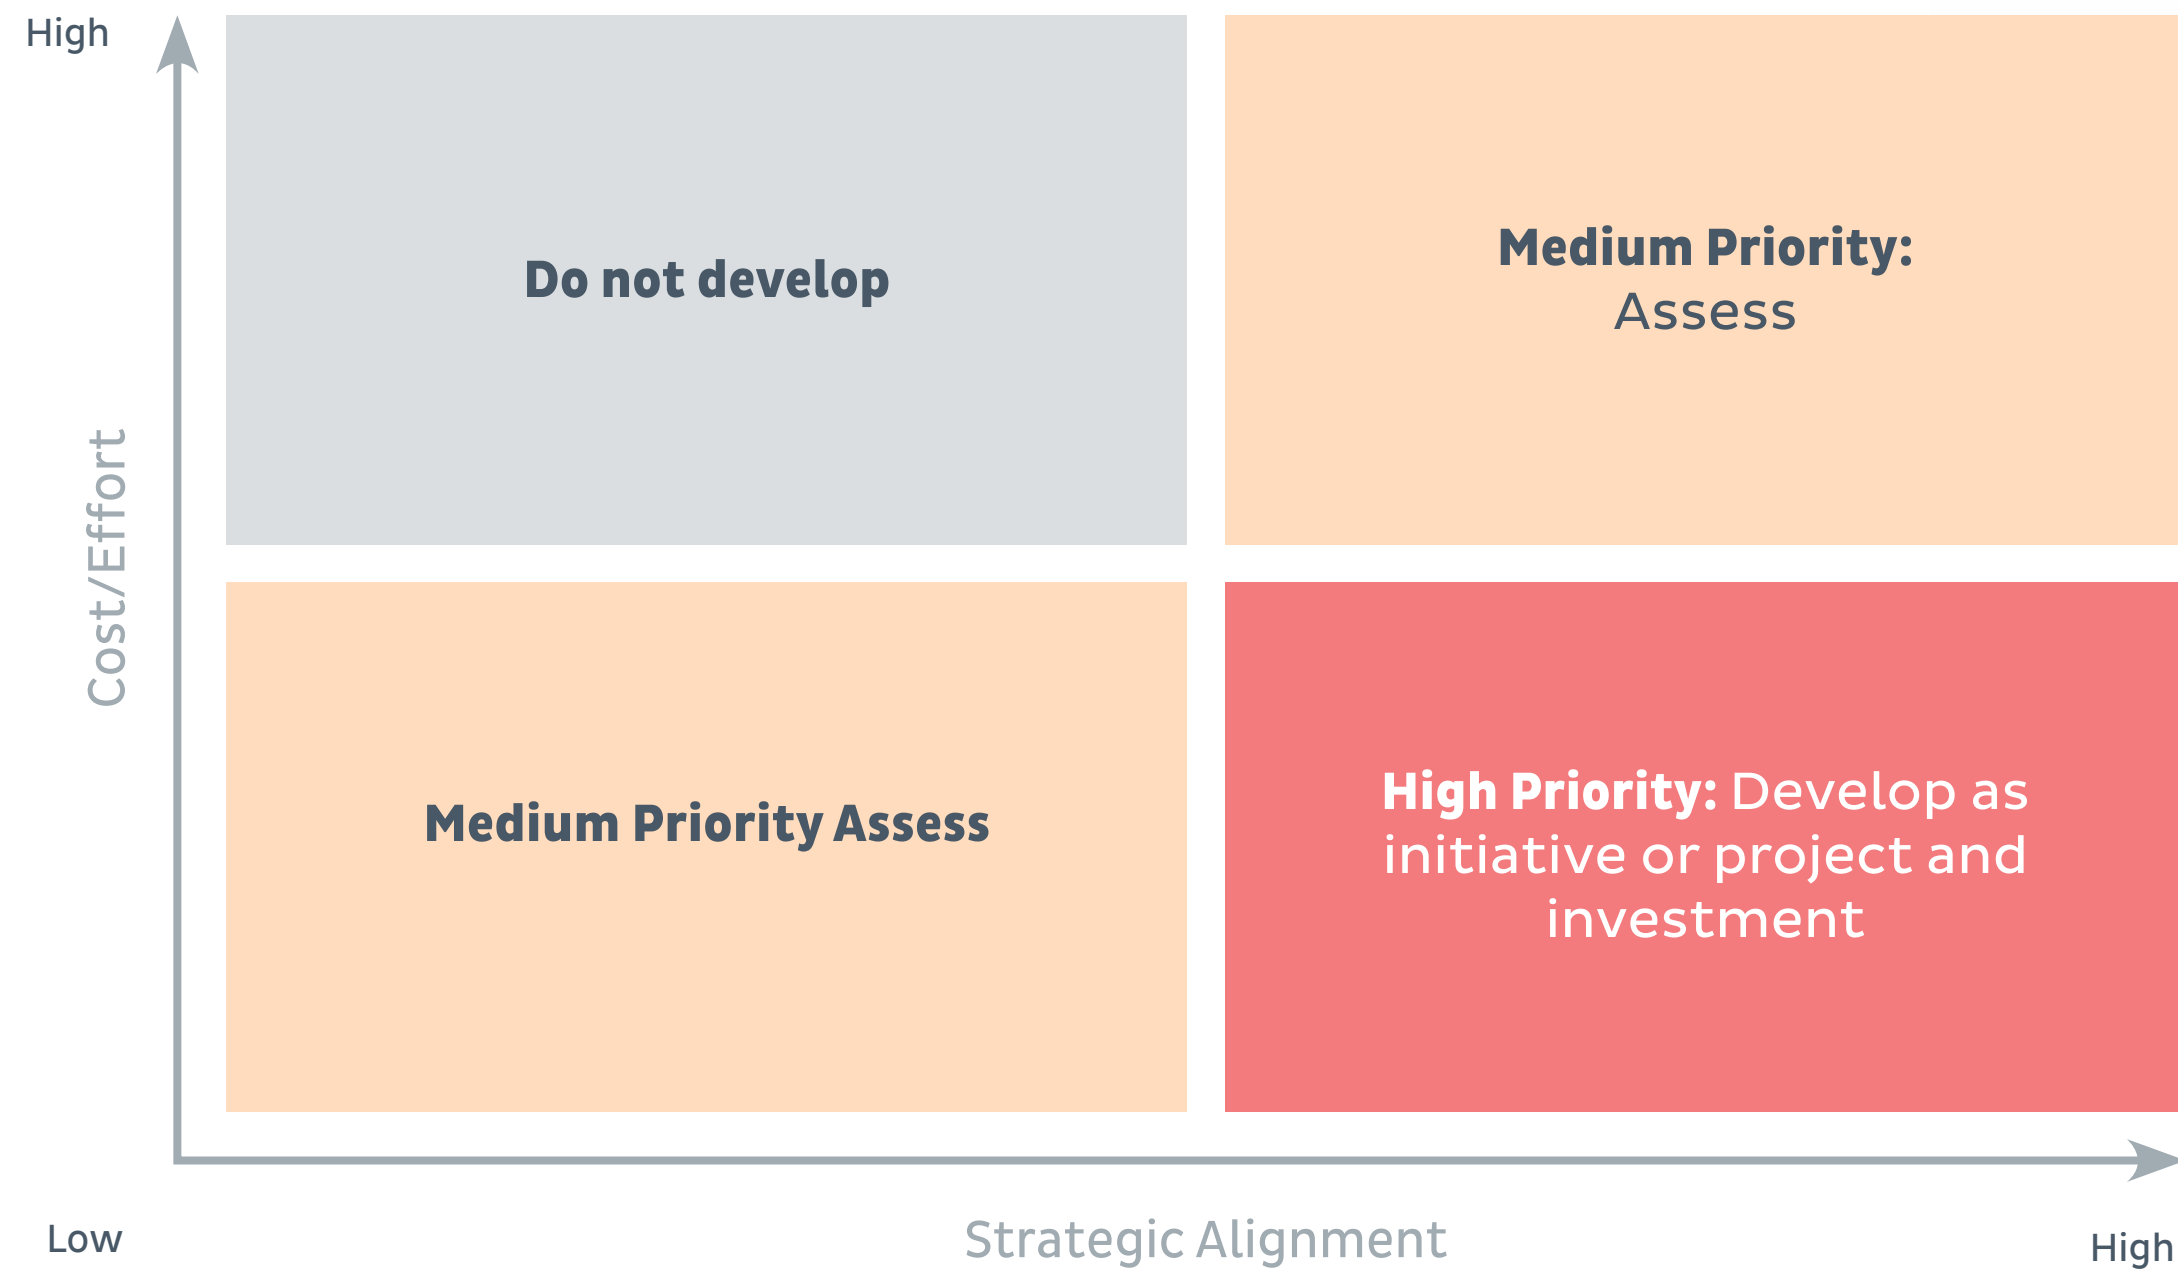 High
Do not develop
Medium Priority:
Assess
Cost/Effort
Medium Priority Assess
High Priority: Develop as
initiative or project and
investment
Low
Strategic Alignment
High